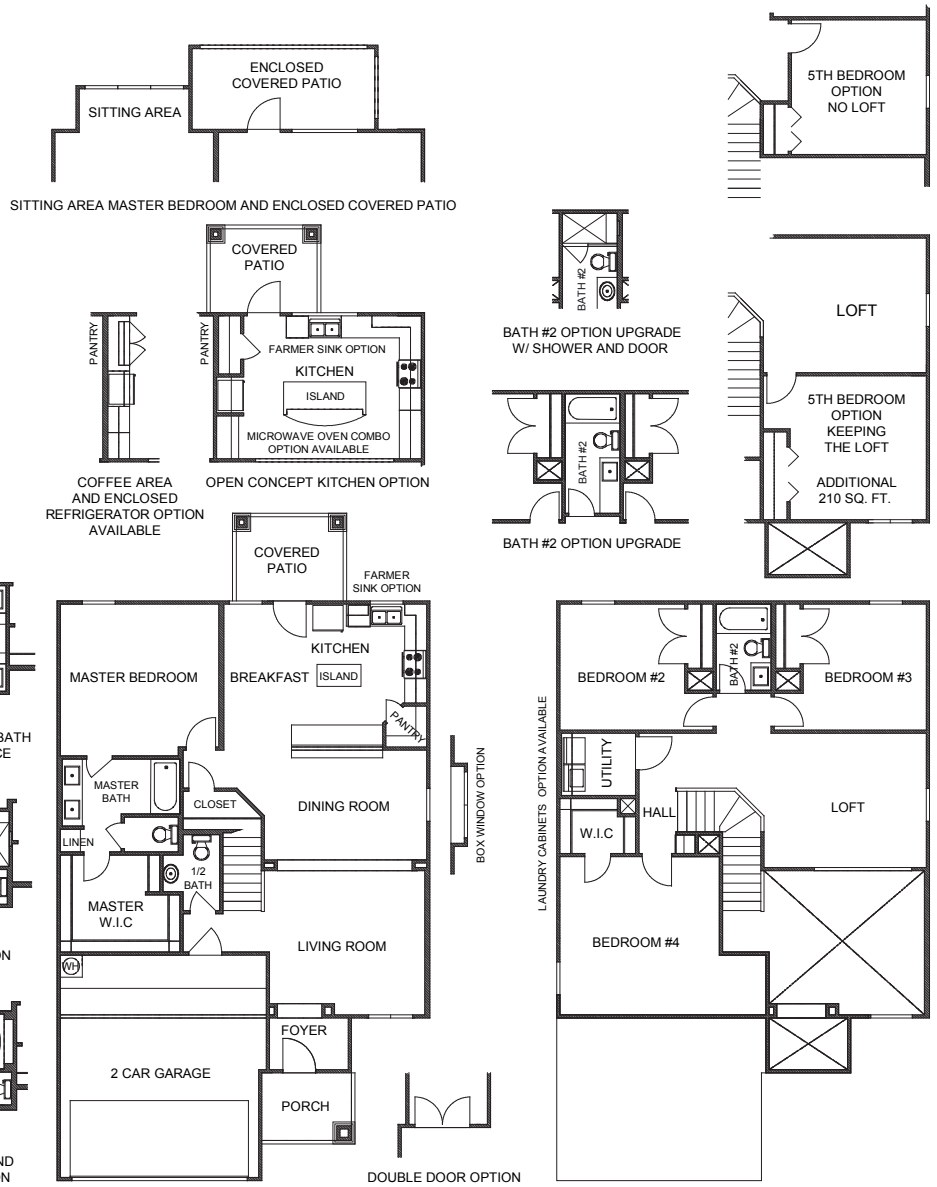 ENCLOSED
COVERED PATIO
SITTING AREA
SITTING AREA MASTER BEDROOM AND ENCLOSED COVERED PATIO
5TH BEDROOM
OPTION
NO LOFT
COVERED
PATIO
PANTRY
PANTRY
FARMER SINK OPTION
KITCHEN
ISLAND
MICROWAVE OVEN COMBO
OPTION AVAILABLE
COFFEE AREA
AND ENCLOSED
REFRIGERATOR OPTION
AVAILABLE
OPEN CONCEPT KITCHEN OPTION
BATH #2
BATH #2 OPTION UPGRADE
W/ SHOWER AND DOOR
BATH #2
BATH #2 OPTION UPGRADE
LOFT
5TH BEDROOM
OPTION
KEEPING
THE LOFT
ADDITIONAL
210 SQ. FT.
COVERED
PATIO
FARMER
SINK OPTION
MASTER BEDROOM
BREAKFAST
KITCHEN
ISLAND
PANTRY
MASTER
BATH
CLOSET
DINING ROOM
LINEN
1/2
BATH
MASTER
W.I.C
LIVING ROOM
WH
FOYER
2 CAR GARAGE
PORCH
BOX WINDOW OPTION
DOUBLE DOOR OPTION
BEDROOM #2
BATH #2
BEDROOM #3
LAUNDRY CABINETS OPTION AVAILABLE
UTILITY
HALL
LOFT
W.I.C
BEDROOM #4
BATH
CE
ON
ND
ON